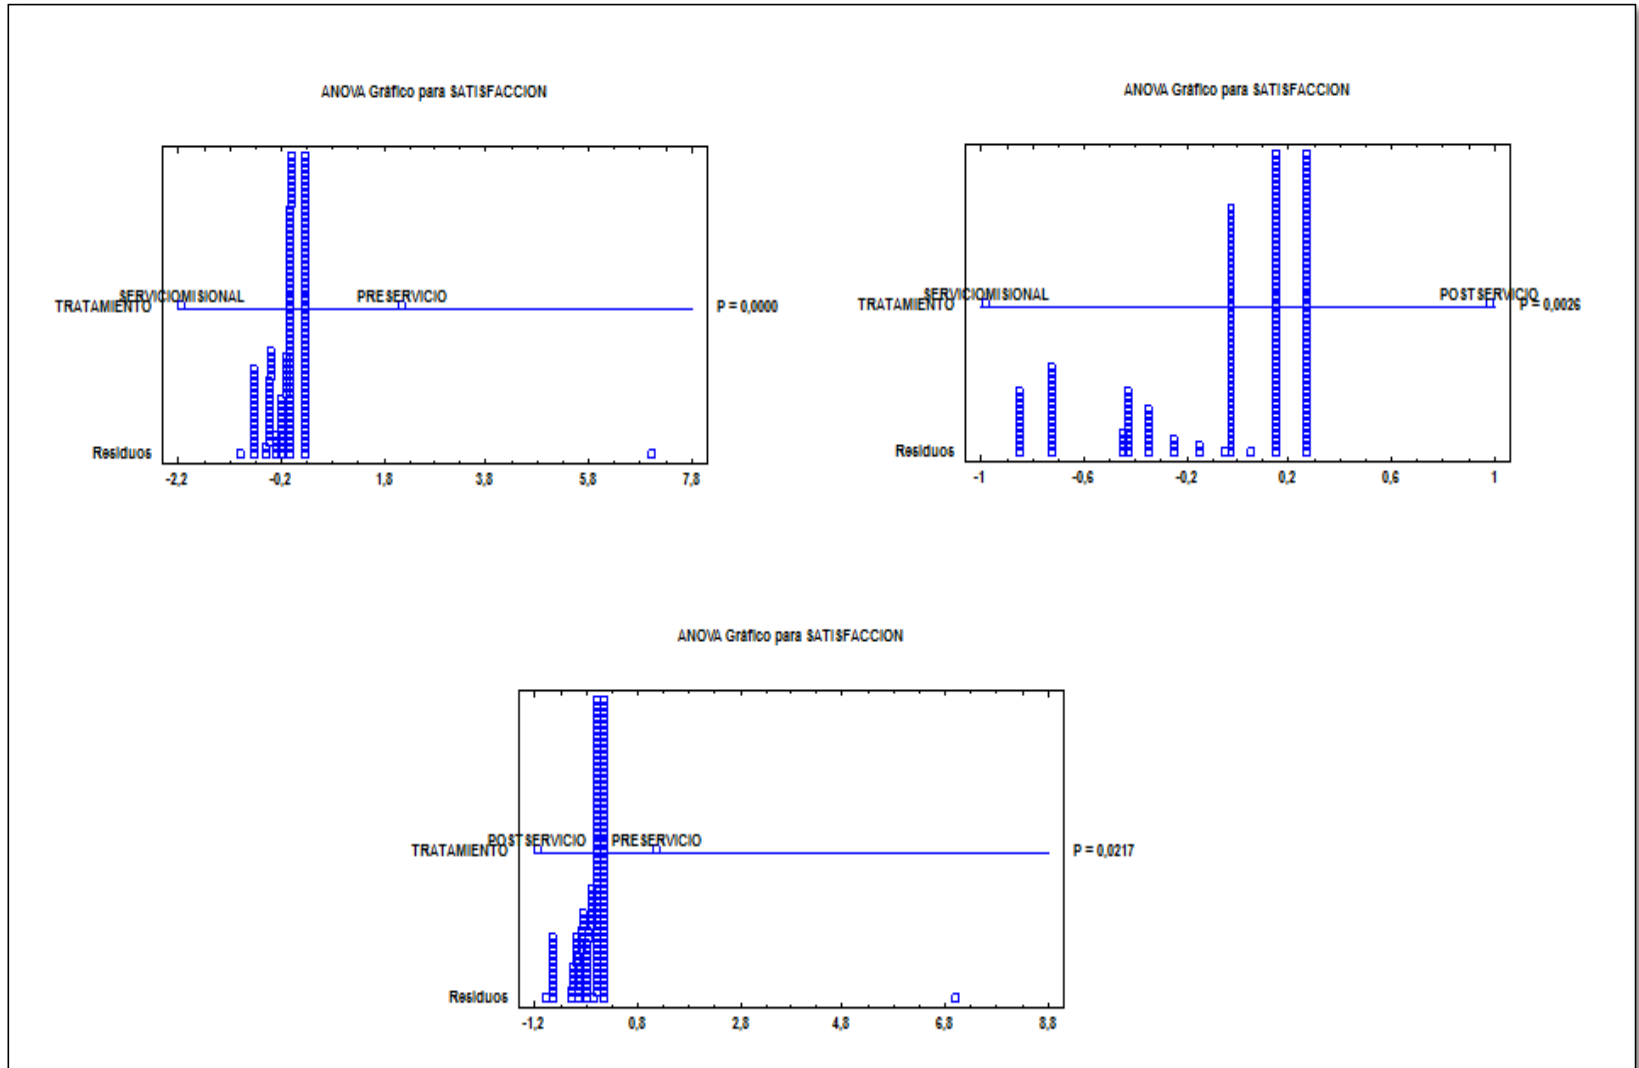 ANOVA Gráfico para SATISFACCION
SERVICIOMISIONAL PRESERVICIO
TRATAMIENTO P = 0,0000
Residuos
-2,2 -0,2 1,8 3,8 5,8 7,8
ANOVA Gráfico para SATISFACCION
SERVICIOMISIONAL POSTSERVICIO
TRATAMIENTO P = 0,0026
Residuos
-1 -0,6 -0,2 0,2 0,6 1
ANOVA Gráfico para SATISFACCION
POSTSERVICIO PRESERVICIO
TRATAMIENTO P = 0,0217
Residuos
-1,2 0,8 2,8 4,8 6,8 8,8